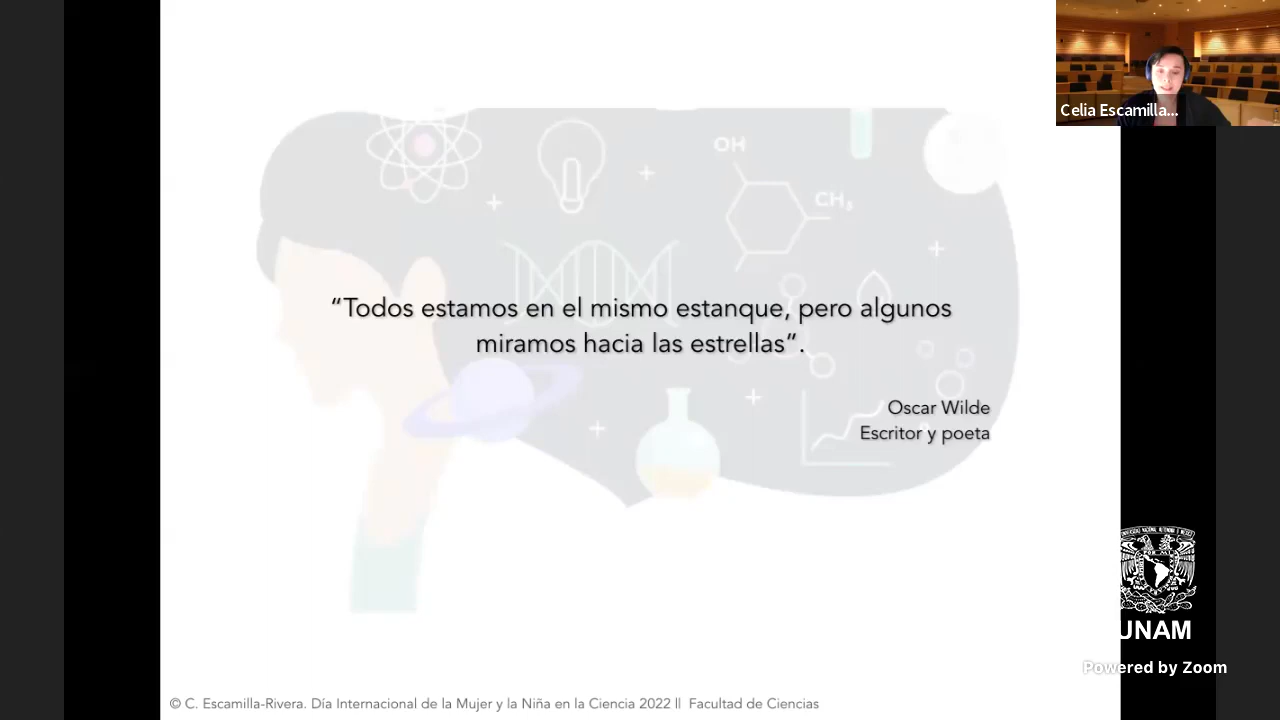 Celia Escamilla...
OH
CH₃
“Todos estamos en el mismo estanque, pero algunos
miramos hacia las estrellas”.
Oscar Wilde
Escritor y poeta
UNAM
Powered by Zoom
© C. Escamilla-Rivera. Día Internacional de la Mujer y la Niña en la Ciencia 2022 || Facultad de Ciencias